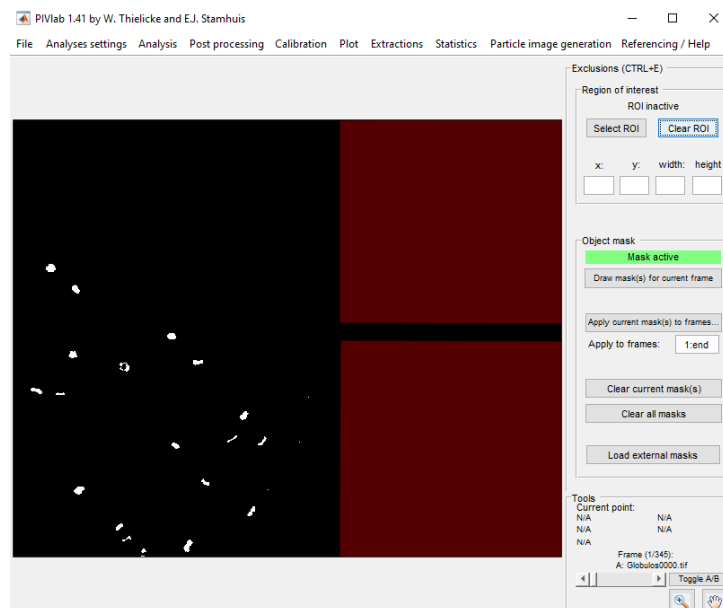 PIVlab 1.41 by W. Thielicke and E.J. Stamhuis
File Analyses settings Analysis Post processing Calibration Plot Extractions Statistics Particle image generation Referencing / Help
Exclusions (CTRL+E)
Region of interest
ROI inactive
Select ROI Clear ROI
x: y: width: height
Object mask
Mask active
Draw mask(s) for current frame
Apply current mask(s) to frames...
Apply to frames: 1:end
Clear current mask(s)
Clear all masks
Load external masks
Tools
Current point:
N/A N/A
N/A N/A
N/A
Frame (1/345):
A: Globulos0000.tif
Toggle A/B